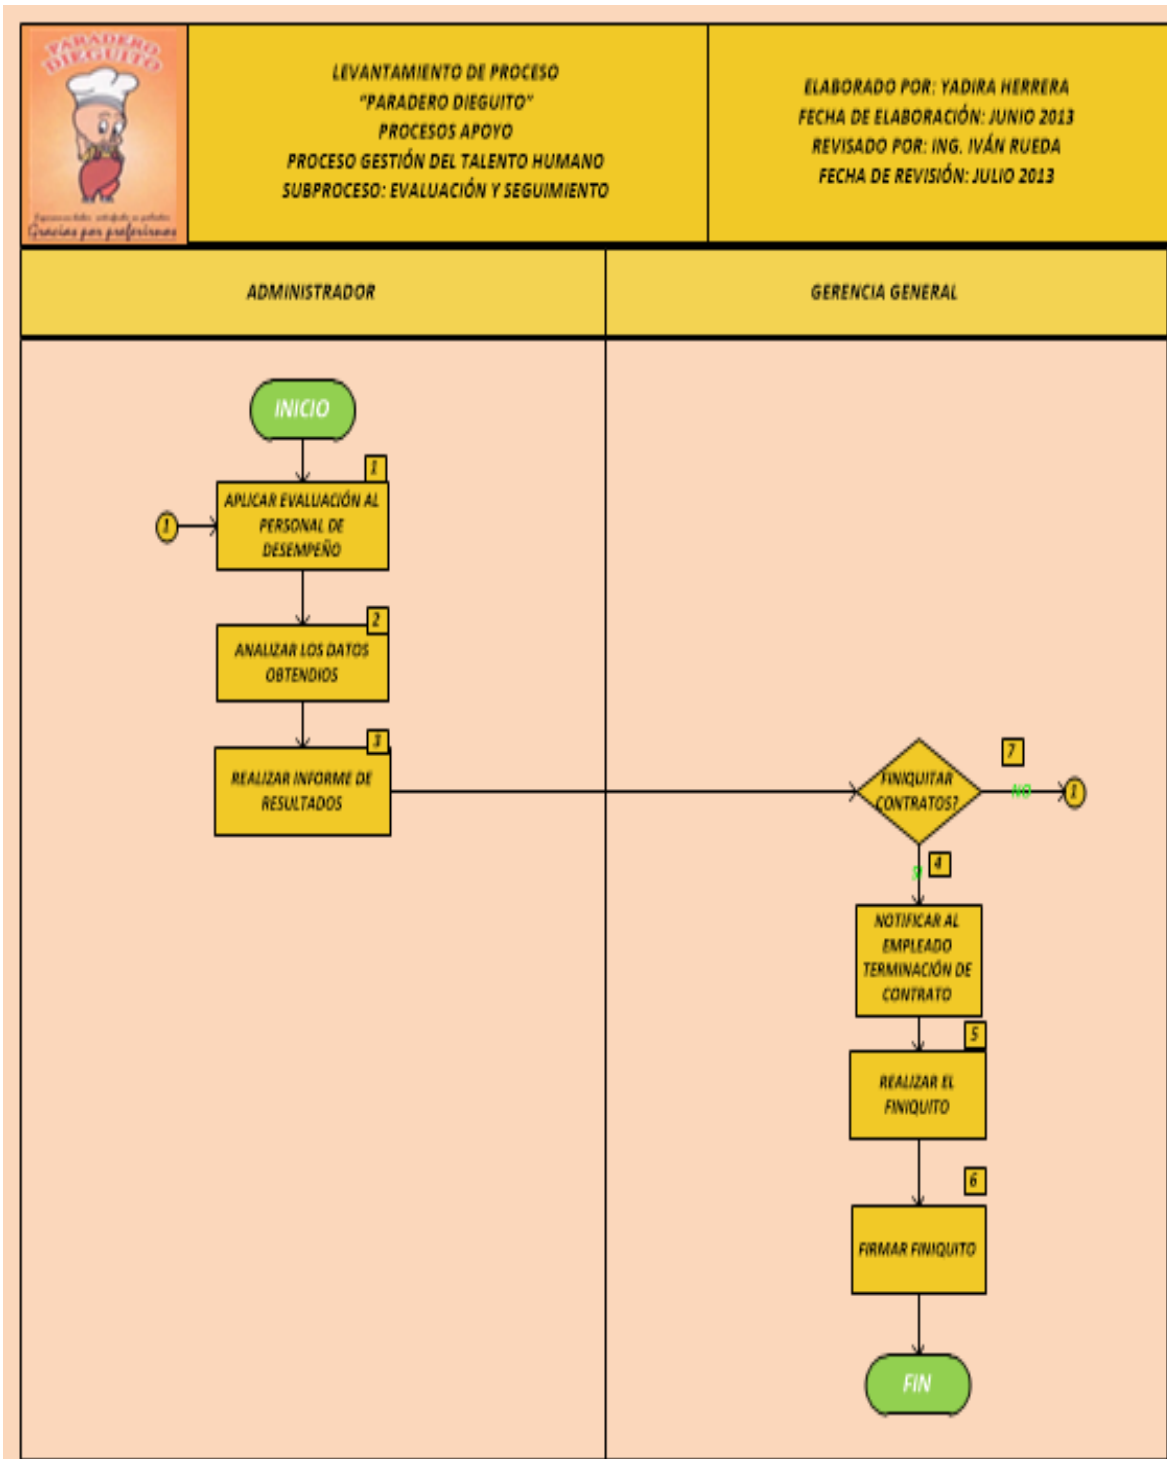 PARADERO
DIEGUITO
Gracias por preferirnos
LEVANTAMIENTO DE PROCESO
"PARADERO DIEGUITO"
PROCESOS APOYO
PROCESO GESTIÓN DEL TALENTO HUMANO
SUBPROCESO: EVALUACIÓN Y SEGUIMIENTO
ELABORADO POR: YADIRA HERRERA
FECHA DE ELABORACIÓN: JUNIO 2013
REVISADO POR: ING. IVÁN RUEDA
FECHA DE REVISIÓN: JULIO 2013
ADMINISTRADOR
GERENCIA GENERAL
INICIO
1
APLICAR EVALUACIÓN AL
PERSONAL DE
DESEMPEÑO
1
2
ANALIZAR LOS DATOS
OBTENDIOS
3
REALIZAR INFORME DE
RESULTADOS
FINIQUITAR
CONTRATOS?
7
NO
1
4
SI
NOTIFICAR AL
EMPLEADO
TERMINACIÓN DE
CONTRATO
5
REALIZAR EL
FINIQUITO
6
FIRMAR FINIQUITO
FIN